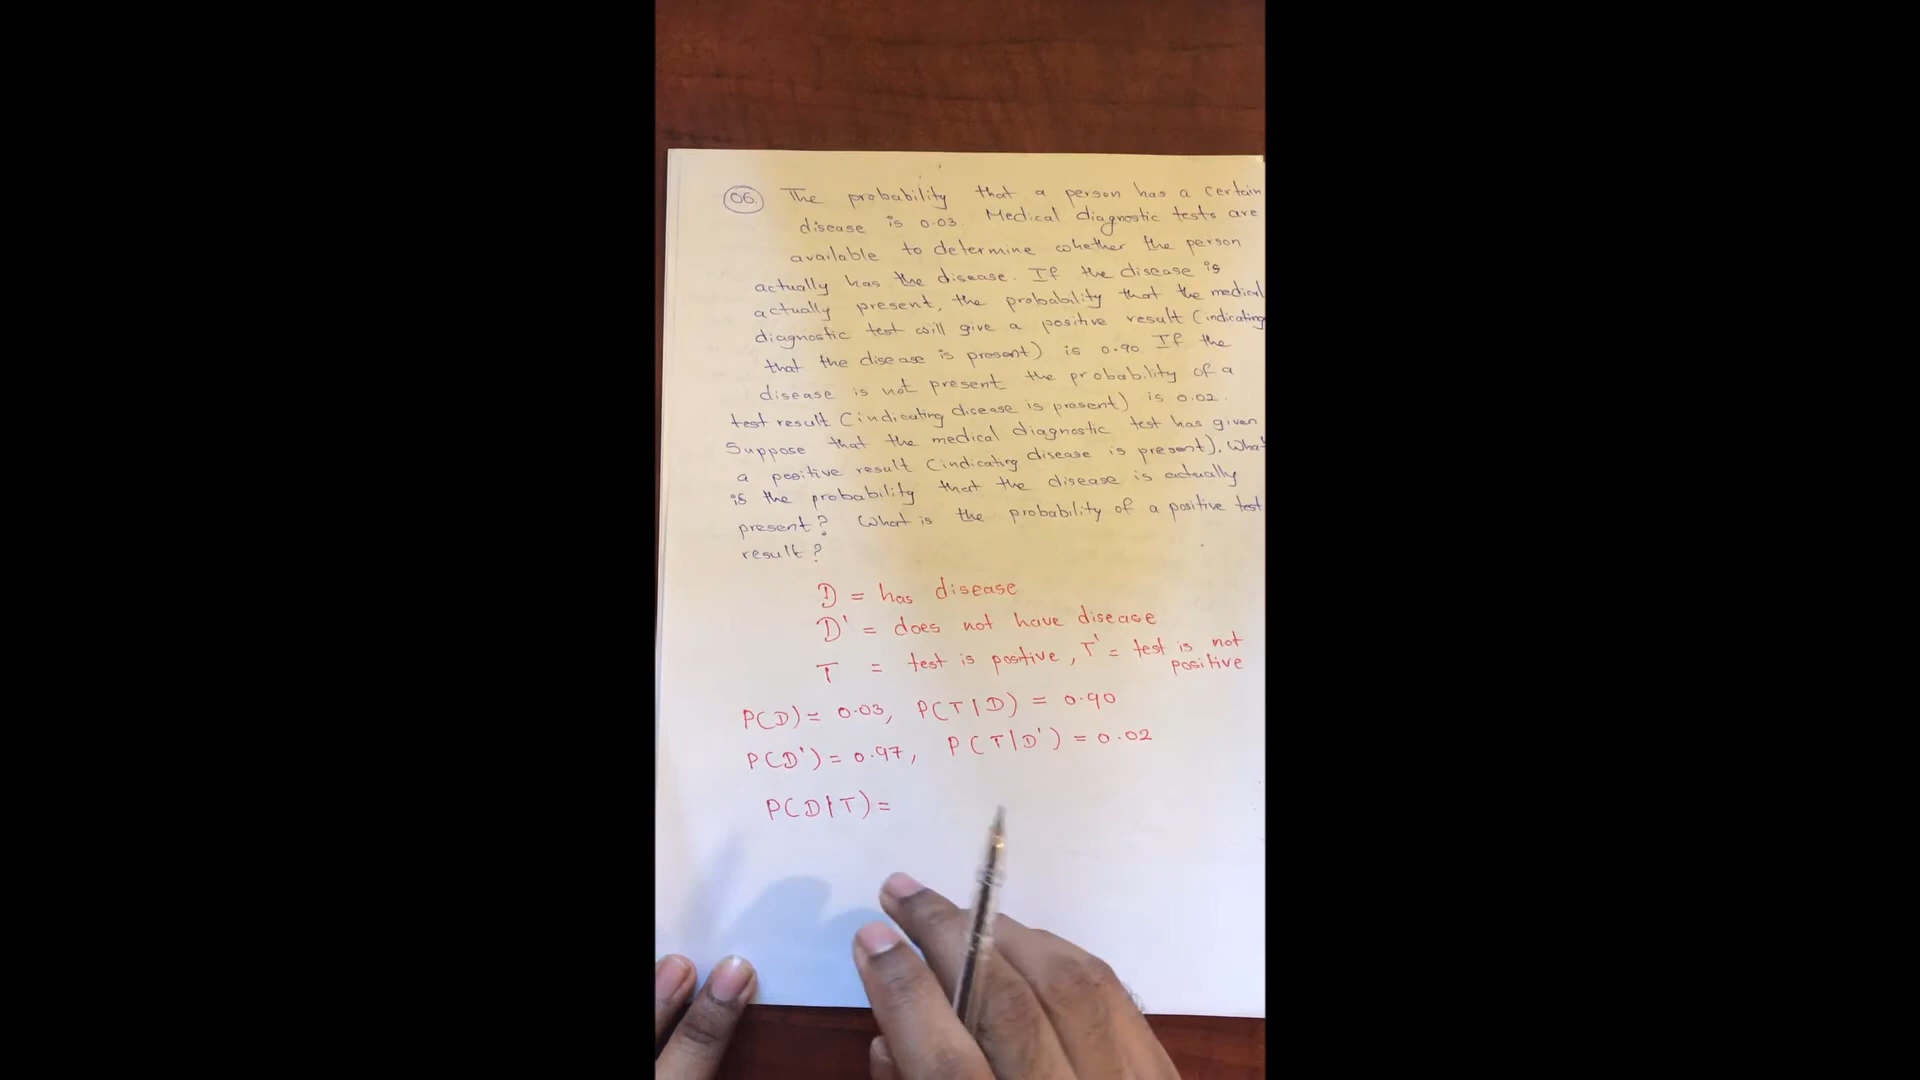 06. The probability that a person has a certain
disease is 0.03. Medical diagnostic tests are
available to determine whether the person
actually has the disease. If the disease is
actually present, the probability that the medical
diagnostic test will give a positive result (indicating
that the disease is present) is 0.90 If the
disease is not present the probability of a
test result (indicating disease is present) is 0.02.
Suppose that the medical diagnostic test has given
a positive result (indicating disease is present). What
is the probability that the disease is actually
present? What is the probability of a positive test
result?
D = has disease
D' = does not have disease
T = test is positive, T' = test is not
positive
P(D) = 0.03, P(T|D) = 0.90
P(D') = 0.97, P(T|D') = 0.02
P(D|T) =